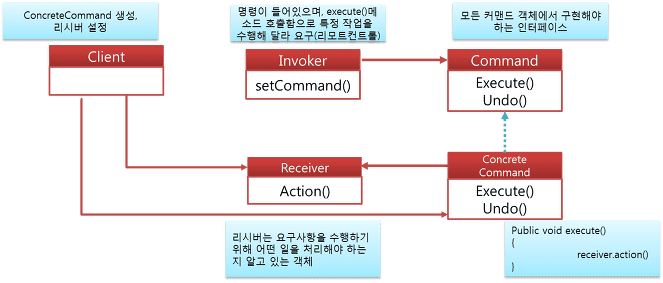 ConcreteCommand 생성,
리시버 설정
명령이 들어있으며, execute()메
소드 호출함으로 특정 작업을
수행해 달라 요구(리모트컨트롤)
모든 커맨드 객체에서 구현해야
하는 인터페이스
Client
Invoker
setCommand()
Command
Execute()
Undo()
Receiver
Action()
Concrete
Command
Execute()
Undo()
리시버는 요구사항을 수행하기
위해 어떤 일을 처리해야 하는
지 알고 있는 객체
Public void execute()
{
receiver.action()
}